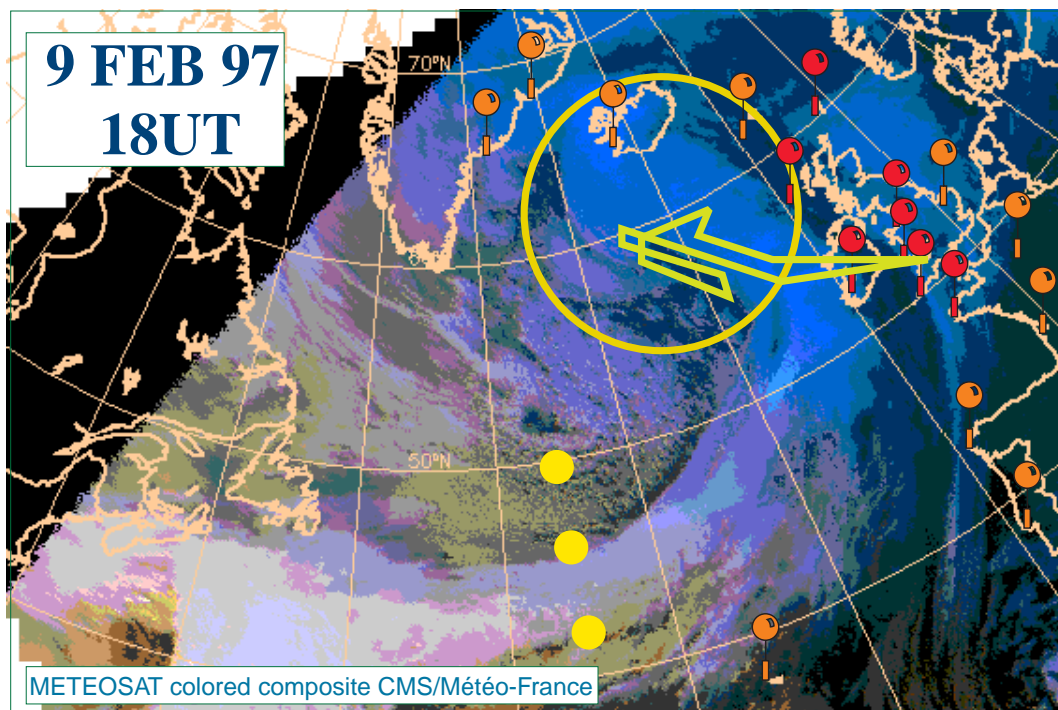 9 FEB 97
18UT
70°N
50°N
METEOSAT colored composite CMS/Météo-France